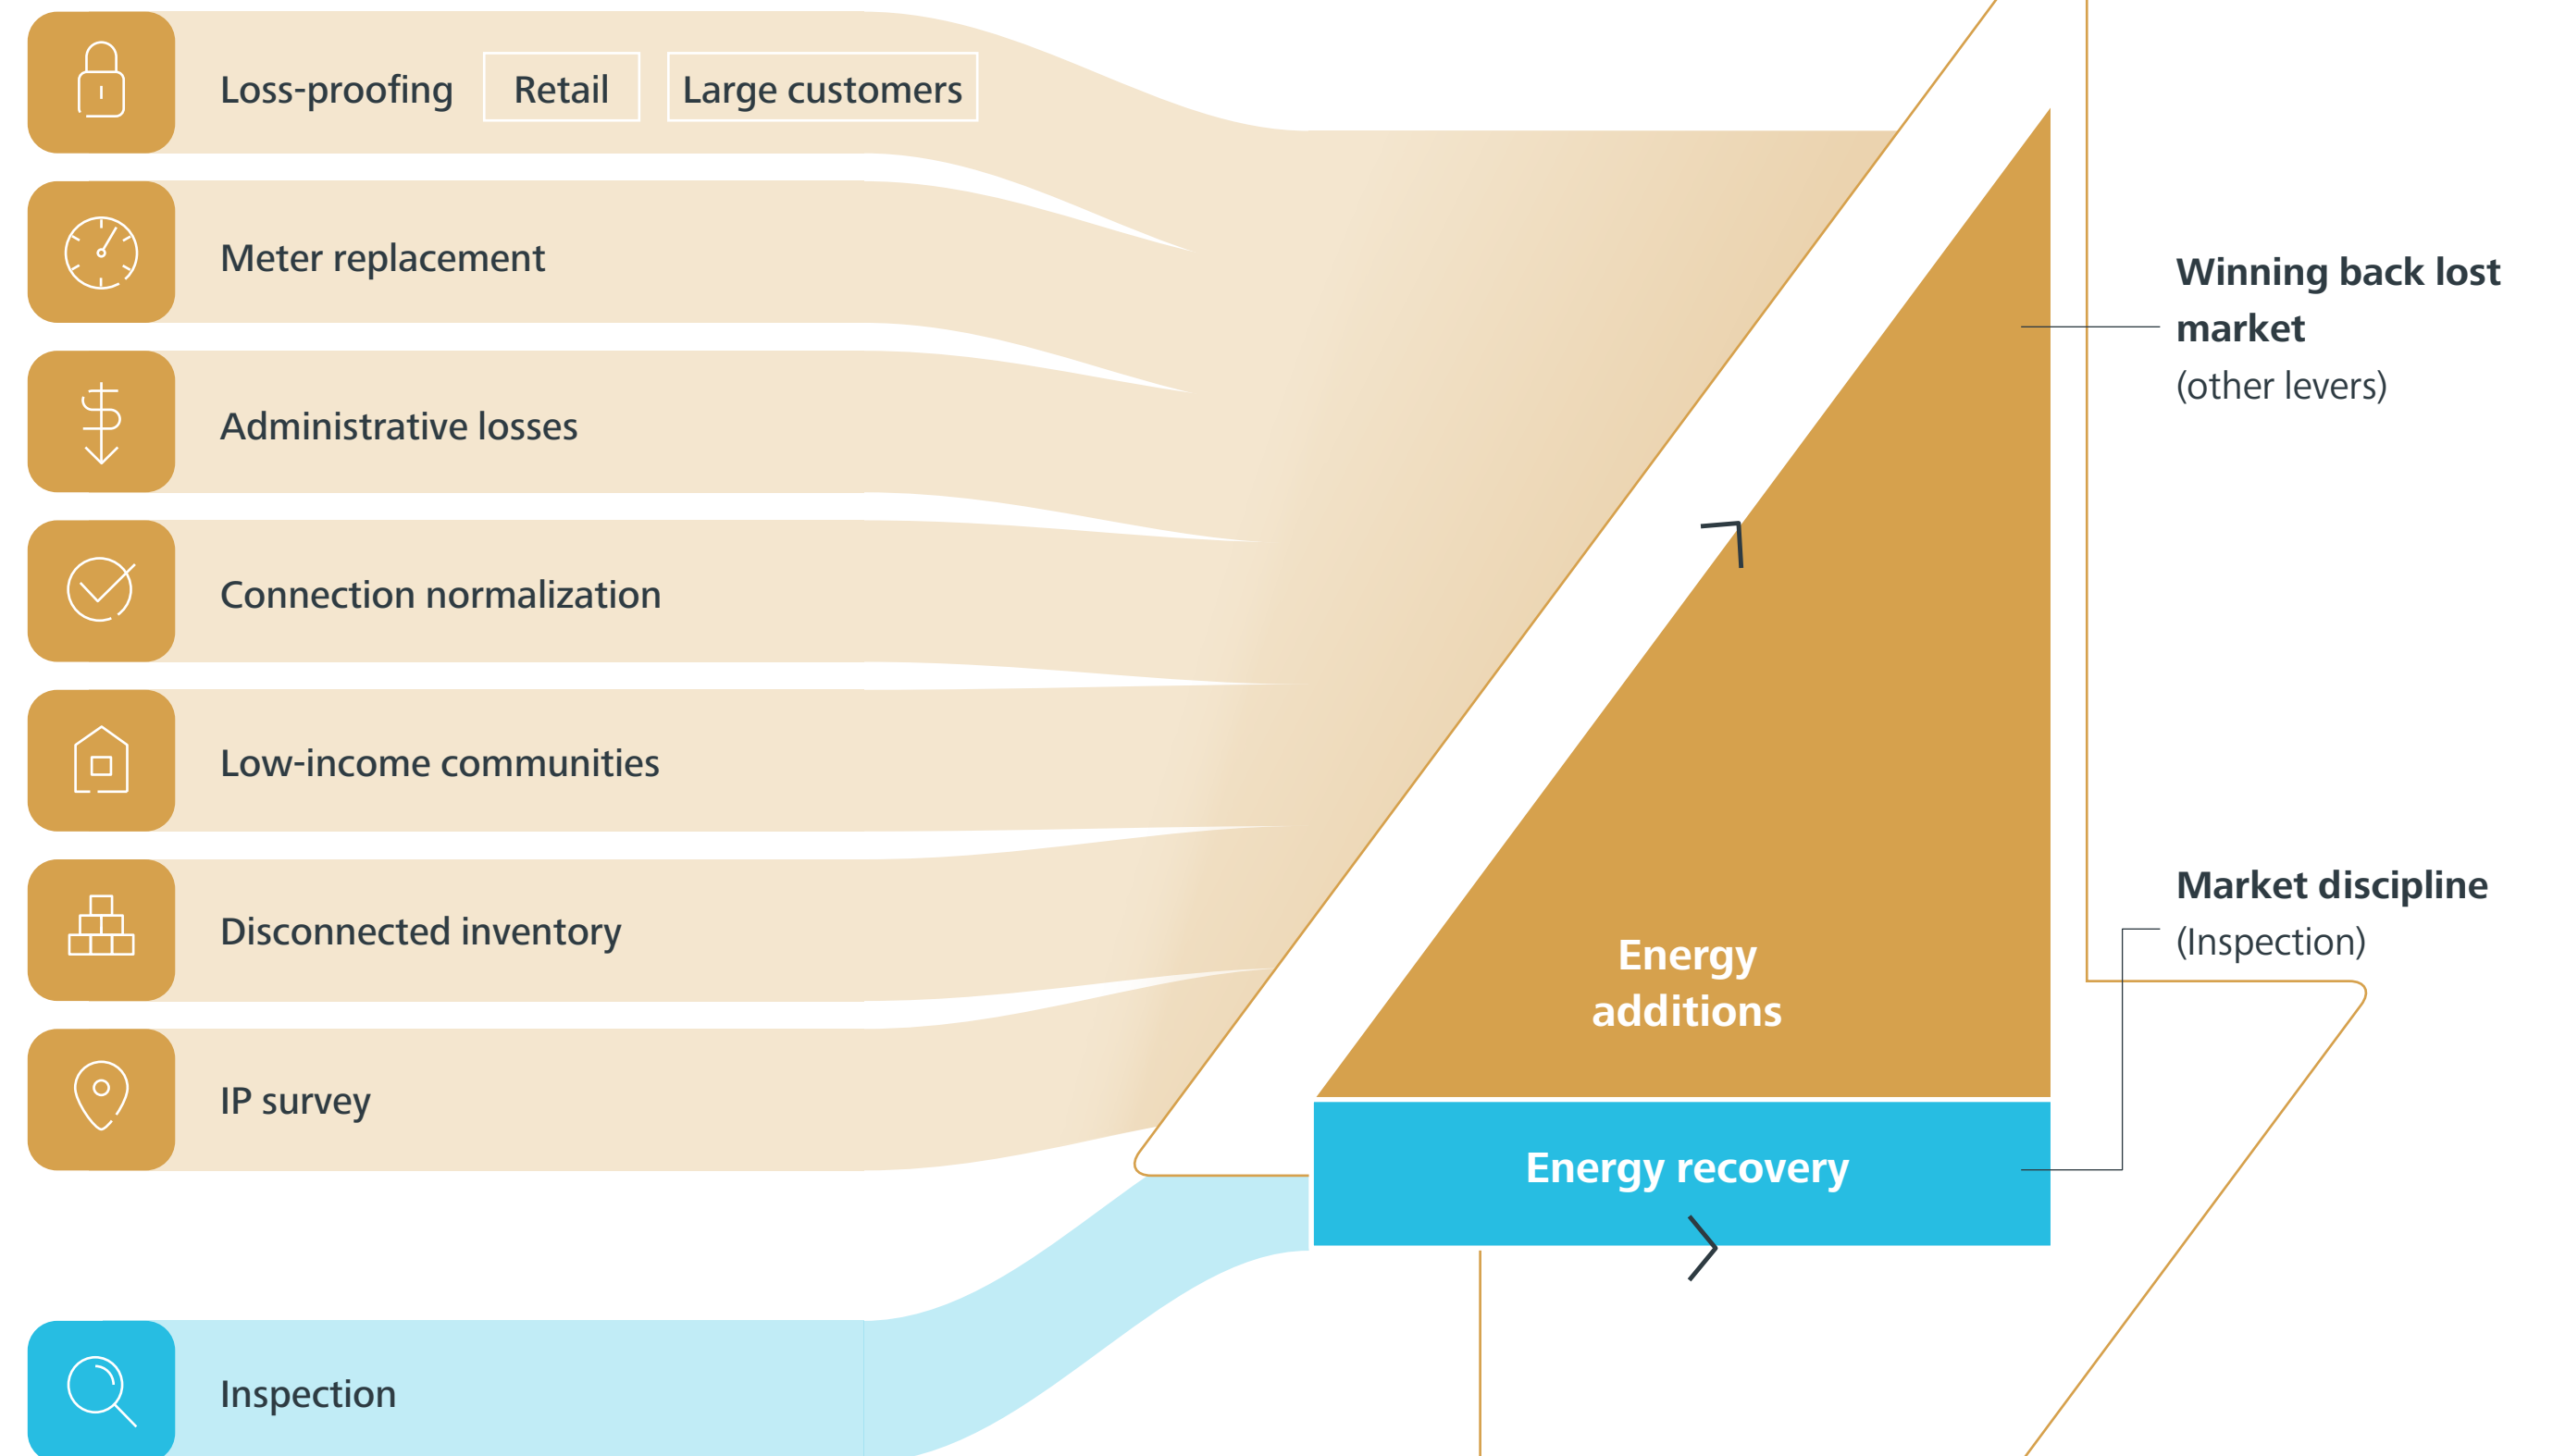 Loss-proofing Retail Large customers
Meter replacement
Administrative losses
Connection normalization
Low-income communities
Disconnected inventory
IP survey
Inspection
Energy
additions
Energy recovery
Winning back lost
market
(other levers)
Market discipline
(Inspection)